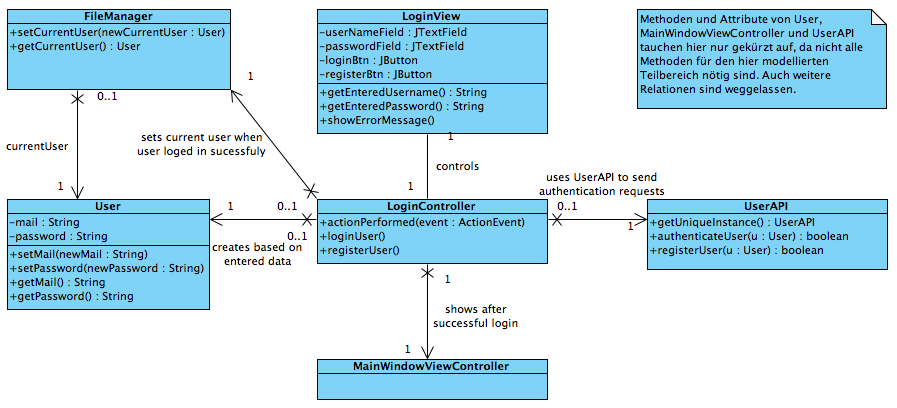 FileManager
+setCurrentUser(newCurrentUser : User)
+getCurrentUser() : User
LoginView
-userNameField : JTextField
-passwordField : JTextField
-loginBtn : JButton
-registerBtn : JButton
+getEnteredUsername() : String
+getEnteredPassword() : String
+showErrorMessage()
Methoden und Attribute von User,
MainWindowViewController und UserAPI
tauchen hier nur gekürzt auf, da nicht alle
Methoden für den hier modellierten
Teilbereich nötig sind. Auch weitere
Relationen sind weggelassen.
0..1
1
currentUser
1
sets current user when
user loged in sucessfuly
1
controls
1
uses UserAPI to send
authentication requests
User
-mail : String
-password : String
+setMail(newMail : String)
+setPassword(newPassword : String)
+getMail() : String
+getPassword() : String
1
0..1
0..1
creates based on
entered data
LoginController
+actionPerformed(event : ActionEvent)
+loginUser()
+registerUser()
0..1
1
UserAPI
+getUniqueInstance() : UserAPI
+authenticateUser(u : User) : boolean
+registerUser(u : User) : boolean
1
shows after
successful login
1
MainWindowViewController